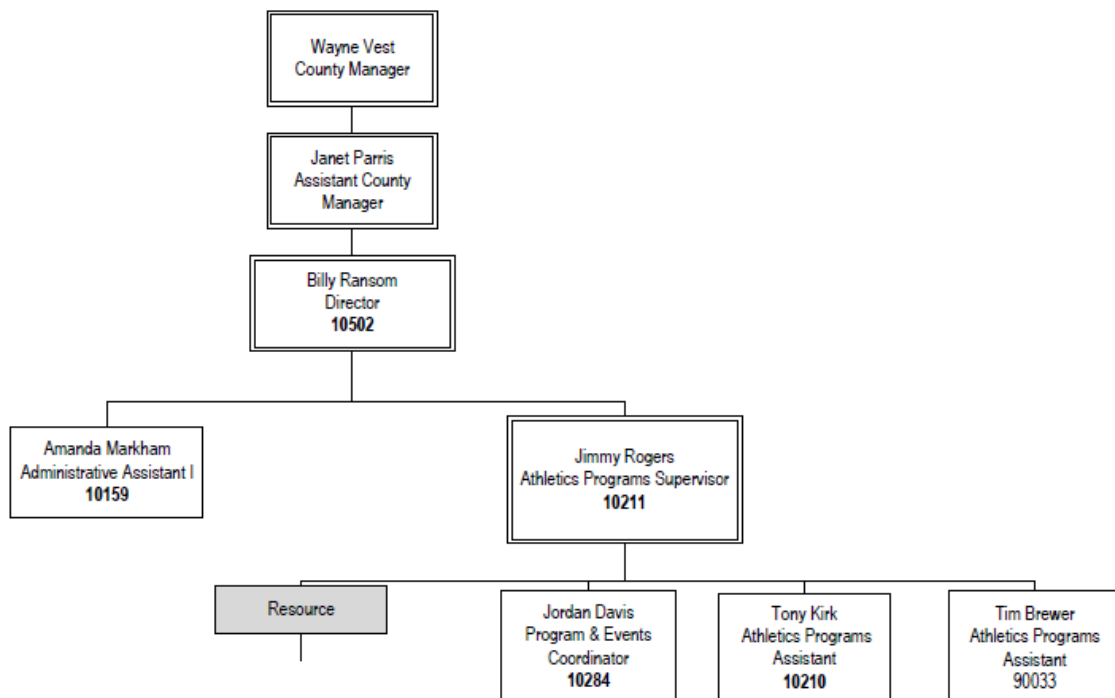 Wayne Vest
County Manager
Janet Parris
Assistant County
Manager
Billy Ransom
Director
10502
Amanda Markham
Administrative Assistant I
10159
Jimmy Rogers
Athletics Programs Supervisor
10211
Resource
Jordan Davis
Program & Events
Coordinator
10284
Tony Kirk
Athletics Programs
Assistant
10210
Tim Brewer
Athletics Programs
Assistant
90033